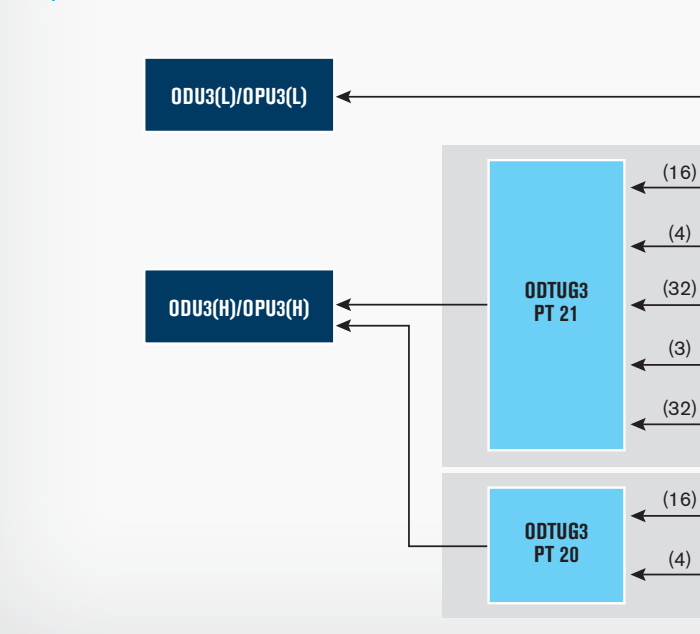 ODU3(L)/OPU3(L)
(16)
(4)
ODTUG3
PT 21
(32)
ODU3(H)/OPU3(H)
(3)
(32)
(16)
ODTUG3
PT 20
(4)